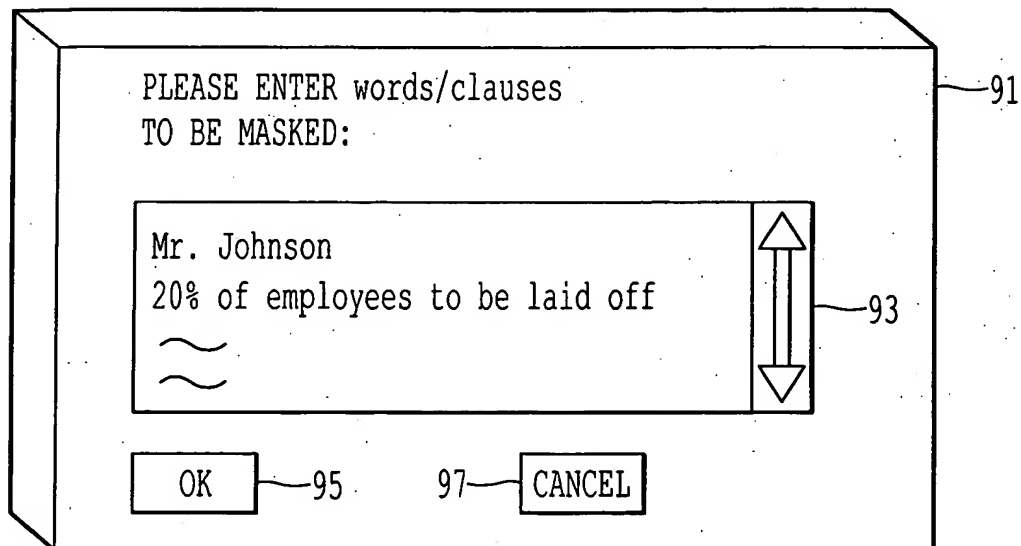 PLEASE ENTER words/clauses
TO BE MASKED:
91
Mr. Johnson
20% of employees to be laid off
93
OK
95
97
CANCEL